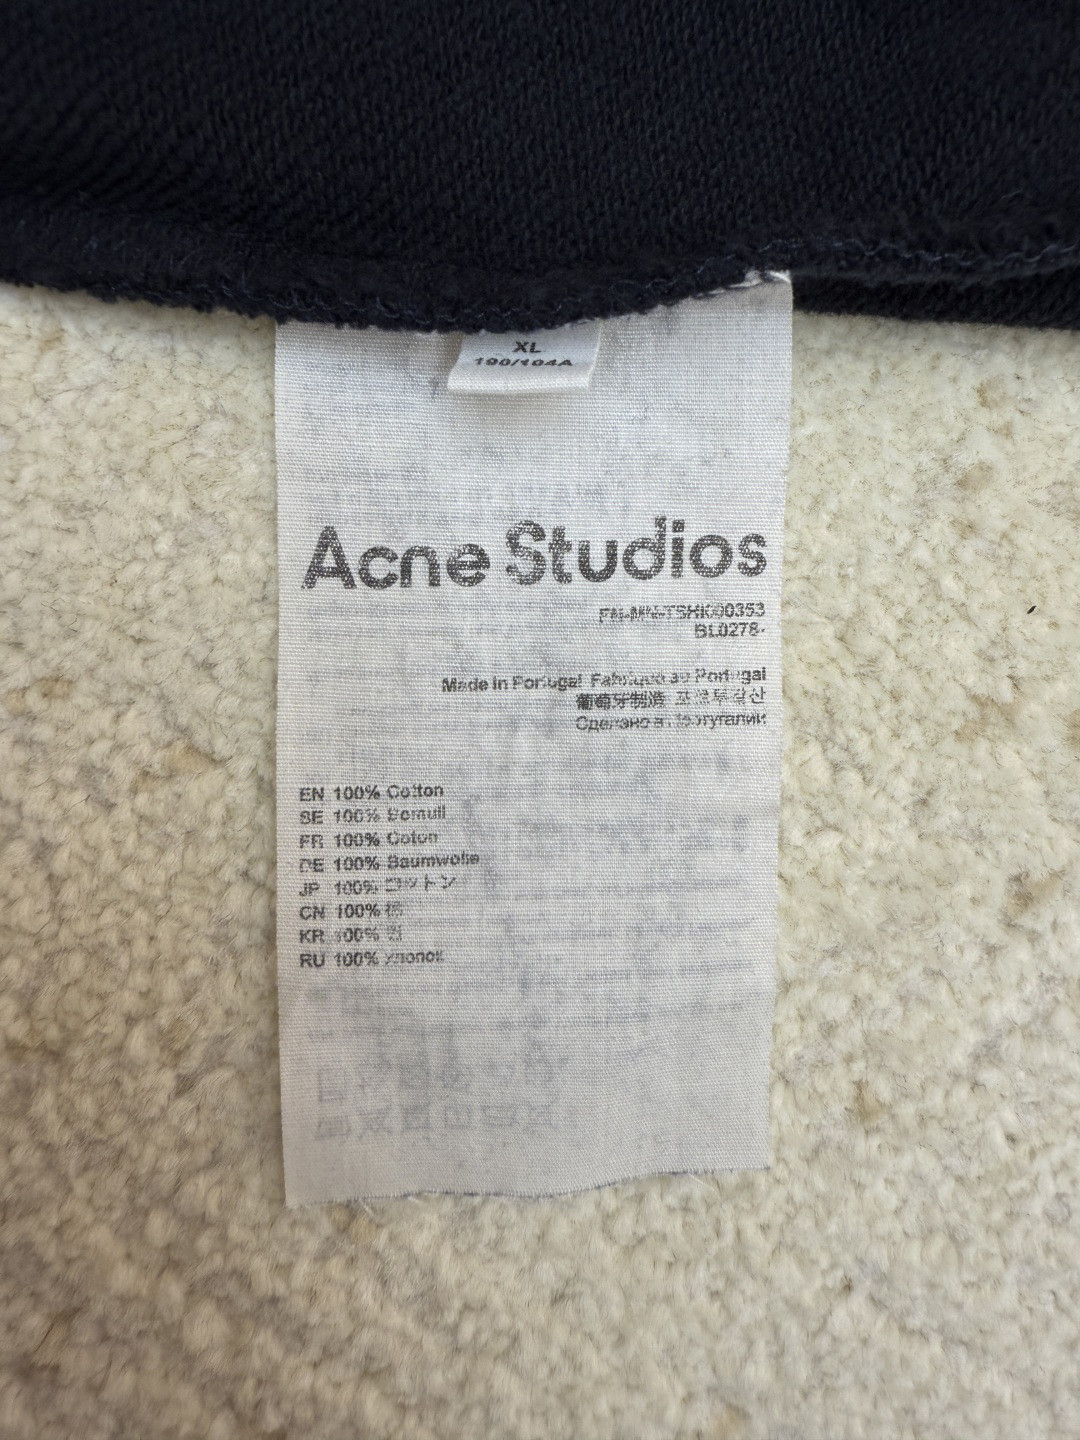 XL
190/104A
Acne Studios
FN-MN-TSHI000353
BL0278-
Made in Portugal Fabriqué au Portugal
葡萄牙制造 포르투갈산
Сделано в Португалии
EN 100% Cotton
SE 100% Bomull
FR 100% Coton
DE 100% Baumwolle
JP 100% コットン
CN 100% 棉
KR 100% 면
RU 100% хлопок